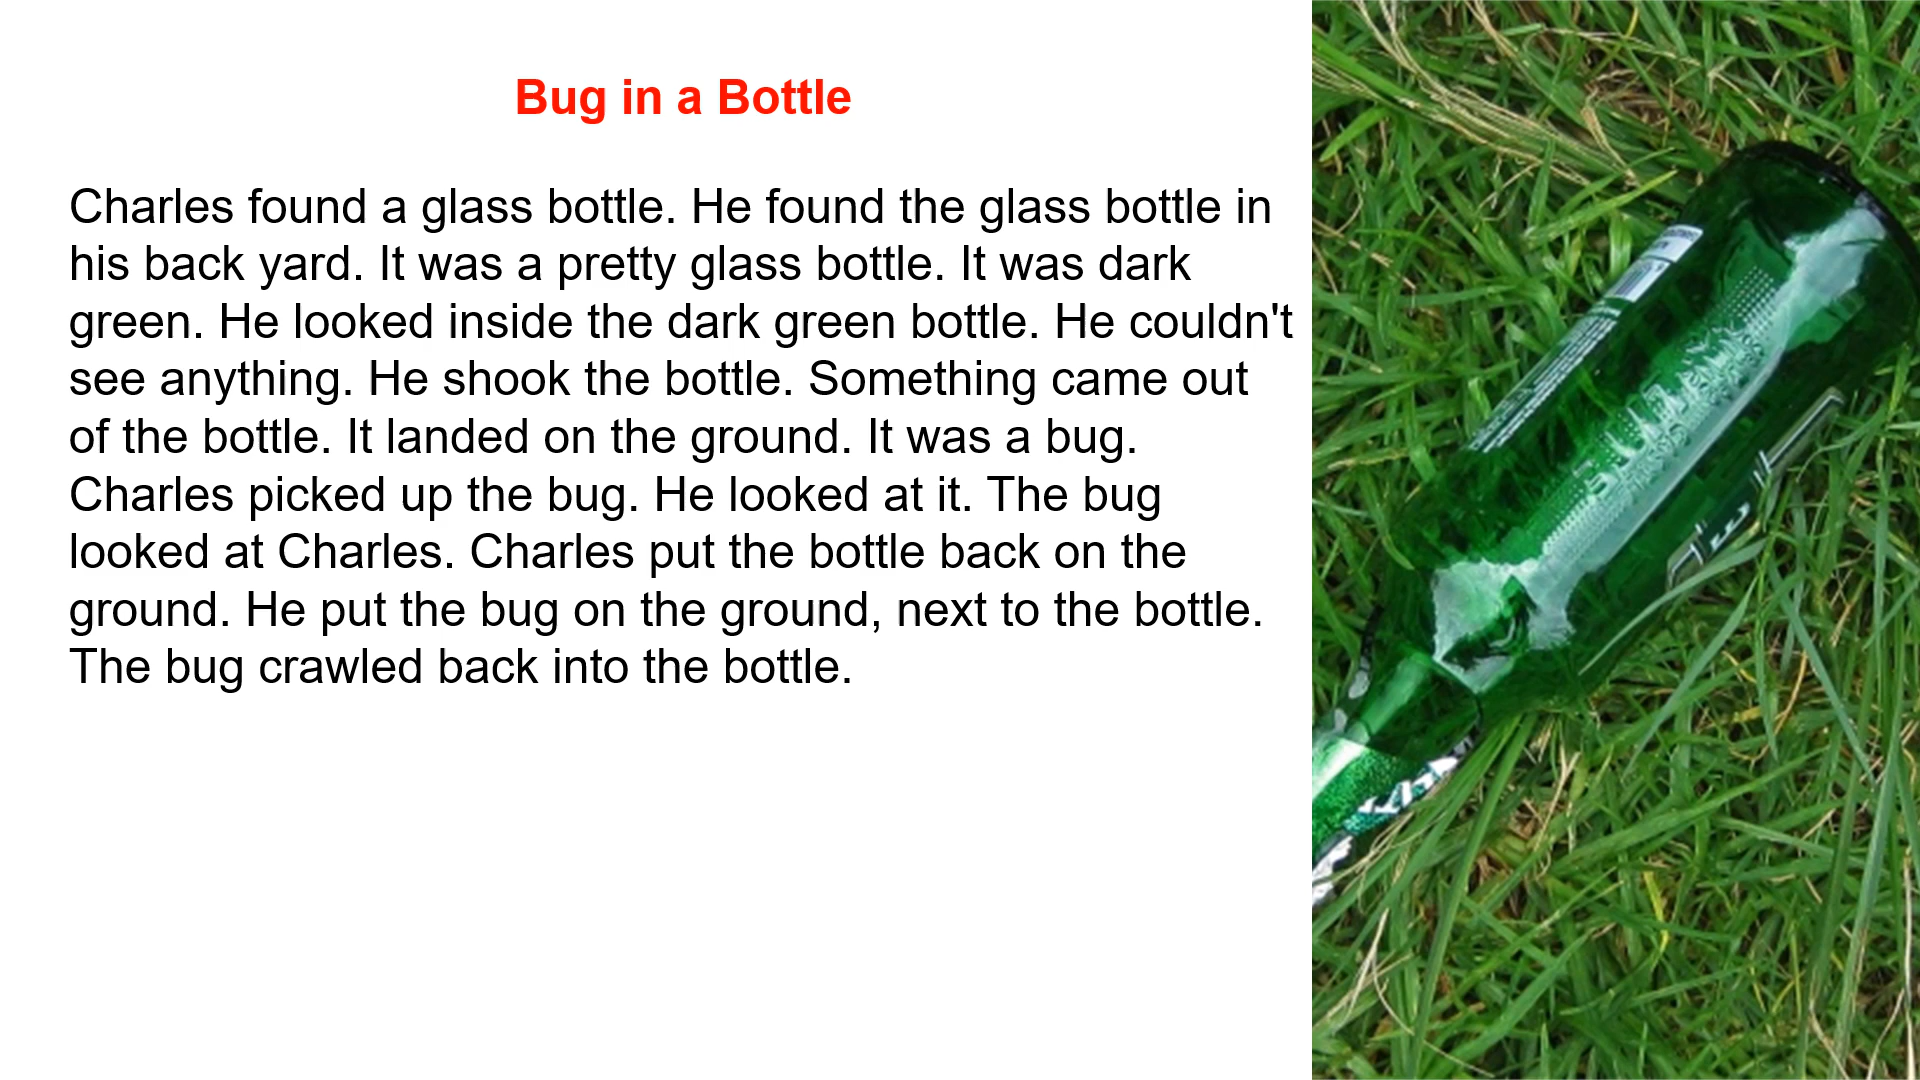 Bug in a Bottle
Charles found a glass bottle. He found the glass bottle in
his back yard. It was a pretty glass bottle. It was dark
green. He looked inside the dark green bottle. He couldn't
see anything. He shook the bottle. Something came out
of the bottle. It landed on the ground. It was a bug.
Charles picked up the bug. He looked at it. The bug
looked at Charles. Charles put the bottle back on the
ground. He put the bug on the ground, next to the bottle.
The bug crawled back into the bottle.